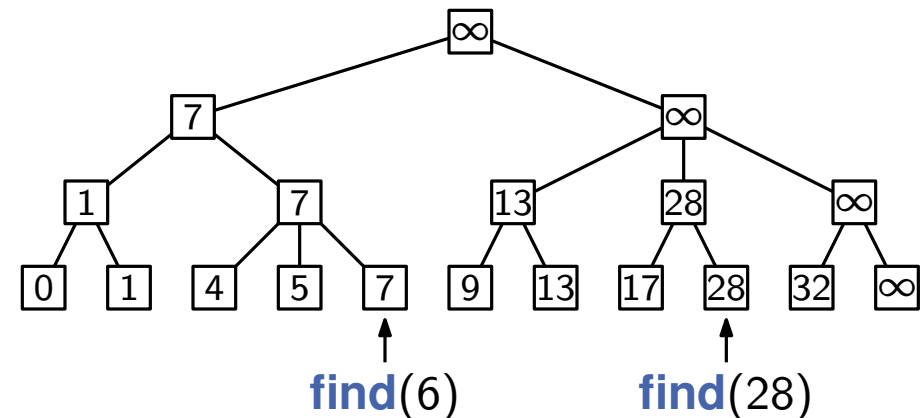 ∞
7 ∞
1 7 13 28 ∞
0 1 4 5 7 9 13 17 28 32 ∞
find(6) find(28)